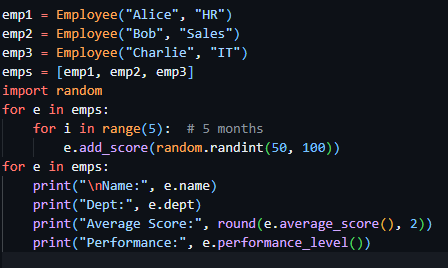 emp1 = Employee("Alice", "HR")
emp2 = Employee("Bob", "Sales")
emp3 = Employee("Charlie", "IT")
emps = [emp1, emp2, emp3]
import random
for e in emps:
    for i in range(5):  # 5 months
        e.add_score(random.randint(50, 100))
for e in emps:
    print("\nName:", e.name)
    print("Dept:", e.dept)
    print("Average Score:", round(e.average_score(), 2))
    print("Performance:", e.performance_level())